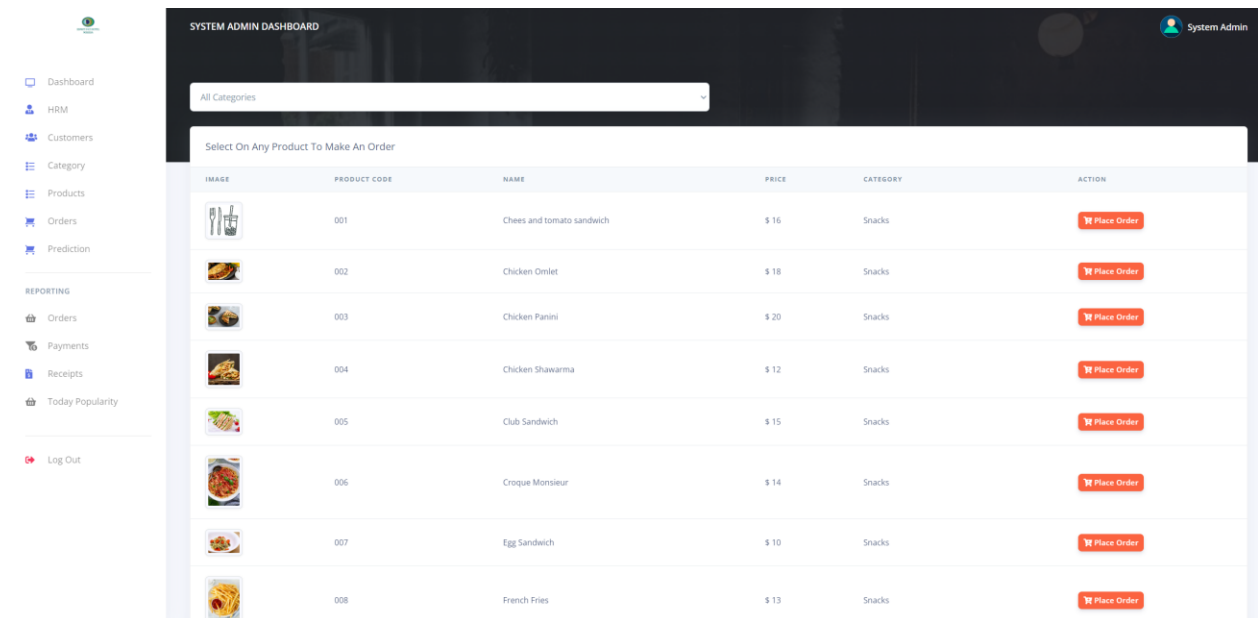 SYSTEM ADMIN DASHBOARD
System Admin
Dashboard
HRM
Customers
Category
Products
Orders
Prediction
REPORTING
Orders
Payments
Receipts
Today Popularity
Log Out
All Categories
Select On Any Product To Make An Order
IMAGE PRODUCT CODE NAME PRICE CATEGORY ACTION
001 Chees and tomato sandwich $ 16 Snacks Place Order
002 Chicken Omlet $ 18 Snacks Place Order
003 Chicken Panini $ 20 Snacks Place Order
004 Chicken Shawarma $ 12 Snacks Place Order
005 Club Sandwich $ 15 Snacks Place Order
006 Croque Monsieur $ 14 Snacks Place Order
007 Egg Sandwich $ 10 Snacks Place Order
008 French Fries $ 13 Snacks Place Order